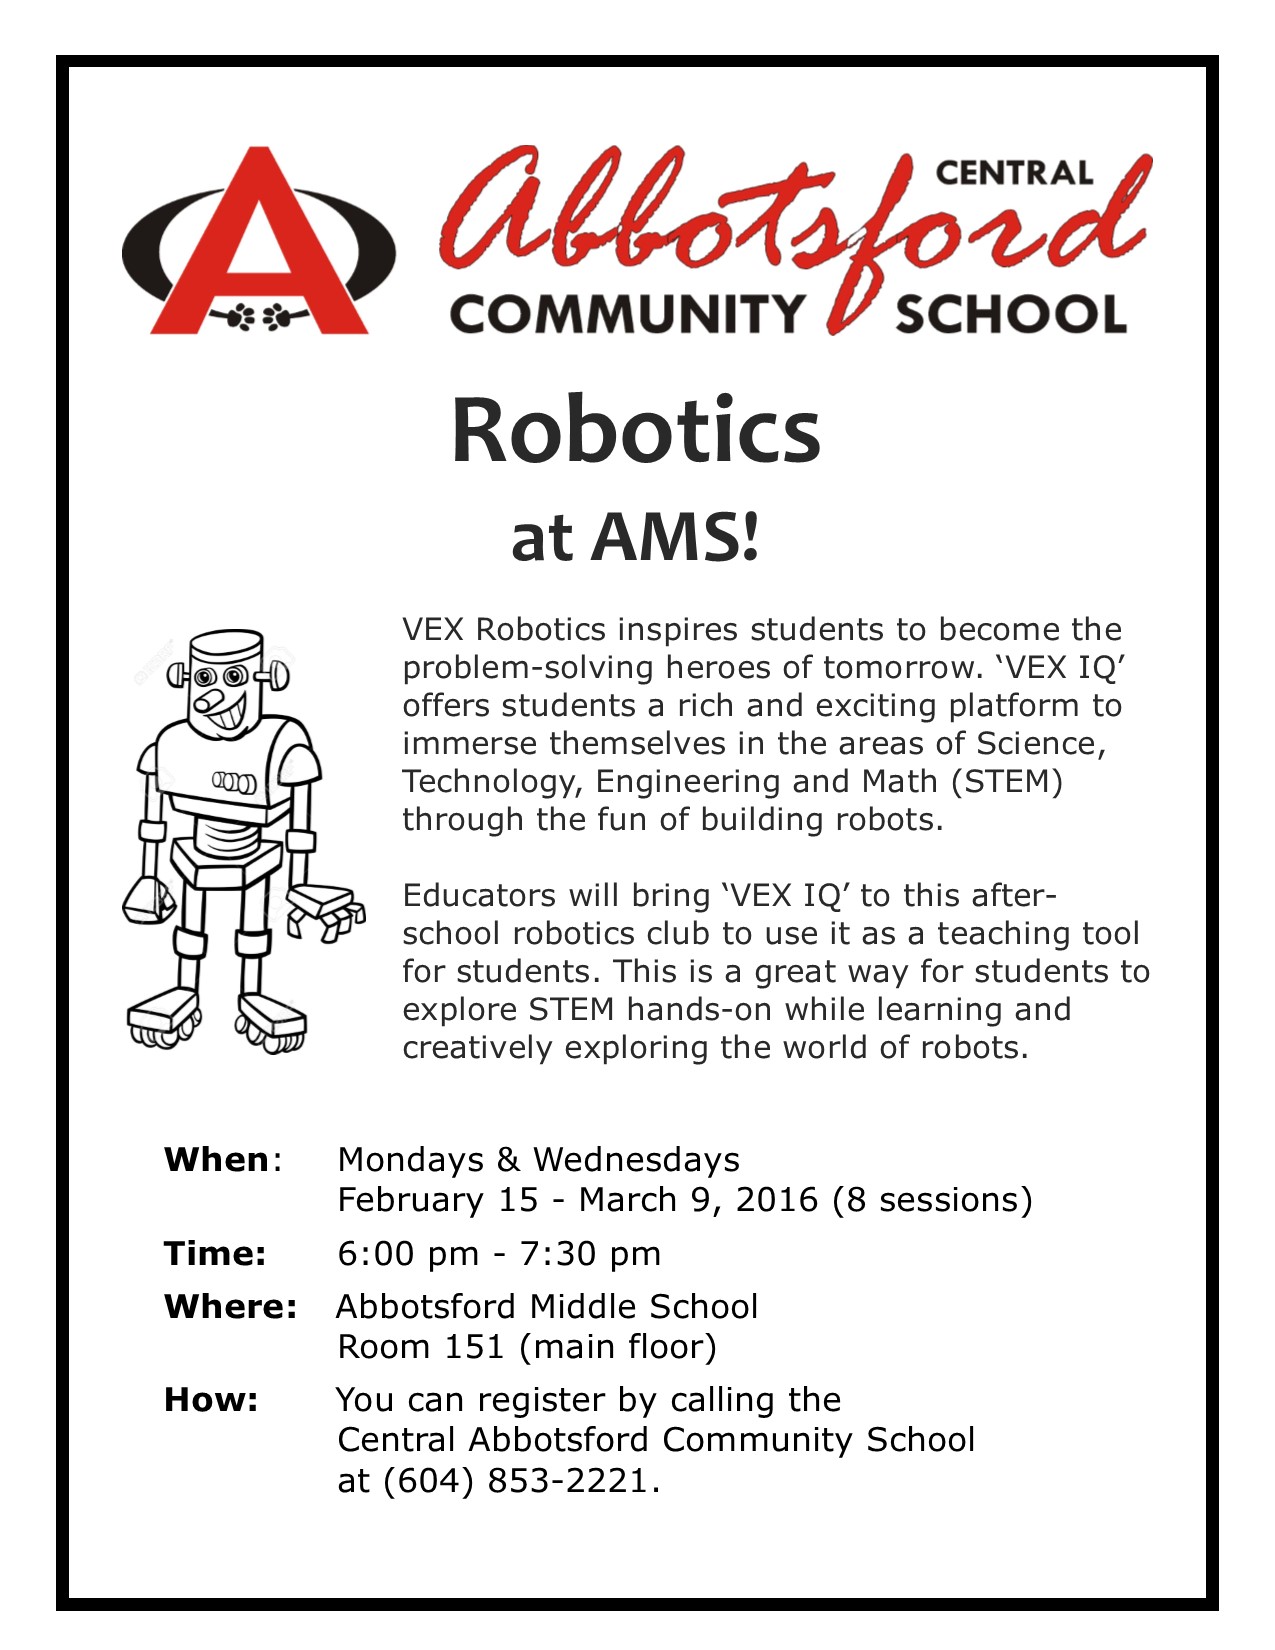 CENTRAL
Abbotsford
COMMUNITY SCHOOL
Robotics
at AMS!
VEX Robotics inspires students to become the
problem-solving heroes of tomorrow. ‘VEX IQ’
offers students a rich and exciting platform to
immerse themselves in the areas of Science,
Technology, Engineering and Math (STEM)
through the fun of building robots.
Educators will bring ‘VEX IQ’ to this after-
school robotics club to use it as a teaching tool
for students. This is a great way for students to
explore STEM hands-on while learning and
creatively exploring the world of robots.
When: Mondays & Wednesdays
February 15 - March 9, 2016 (8 sessions)
Time: 6:00 pm - 7:30 pm
Where: Abbotsford Middle School
Room 151 (main floor)
How: You can register by calling the
Central Abbotsford Community School
at (604) 853-2221.